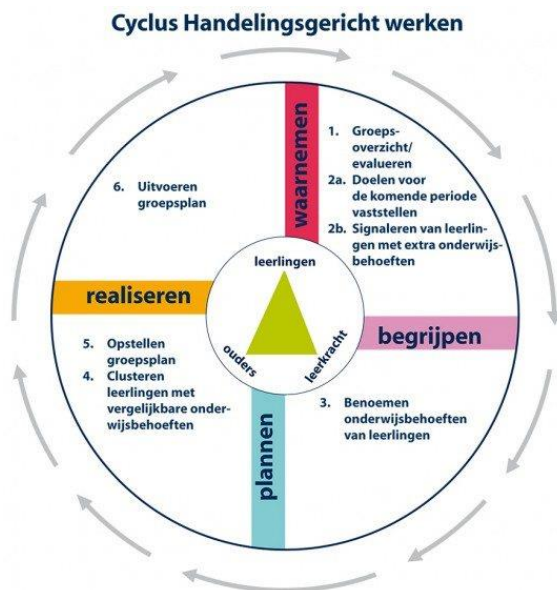 Cyclus Handelingsgericht werken
waarnemen
1. Groeps-
overzicht/
evalueren
2a. Doelen voor
de komende periode
vaststellen
2b. Signaleren van leerlin-
gen met extra onderwijs-
behoeften
begrijpen
3. Benoemen
onderwijsbehoeften
van leerlingen
plannen
5. Opstellen
groepsplan
4. Clusteren
leerlingen met
vergelijkbare onder-
wijsbehoeften
realiseren
6. Uitvoeren
groepsplan
leerlingen
ouders
leerkracht